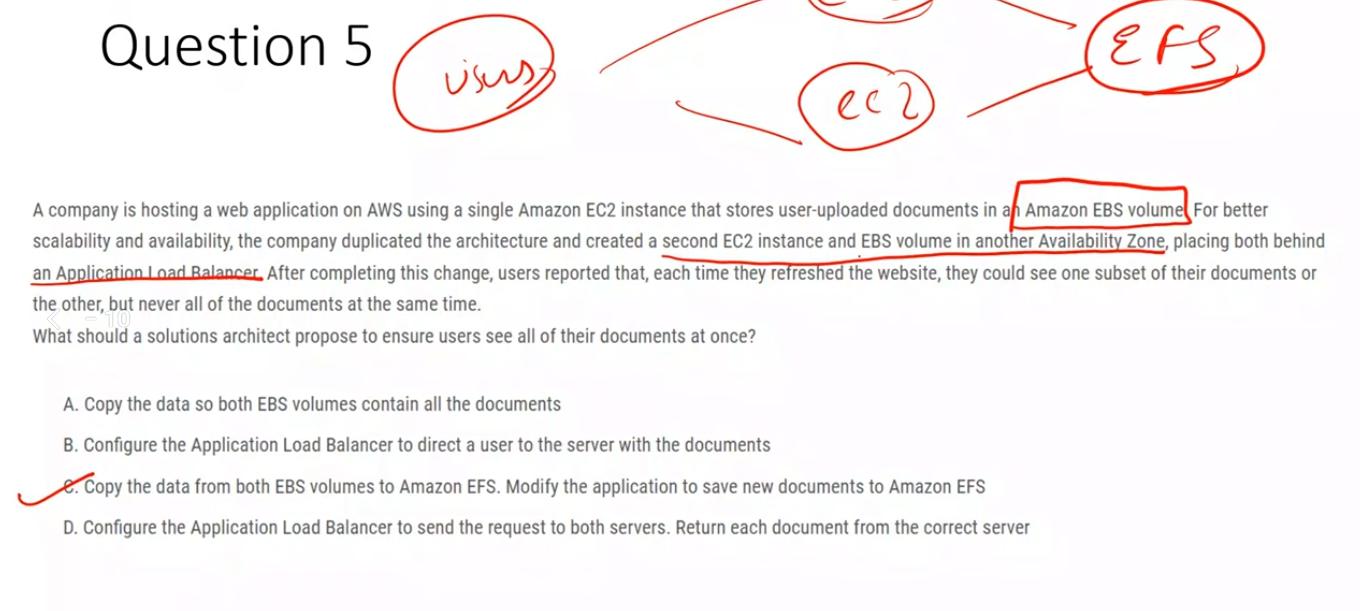 Question 5
users
EFS
ec2
A company is hosting a web application on AWS using a single Amazon EC2 instance that stores user-uploaded documents in an Amazon EBS volume. For better
scalability and availability, the company duplicated the architecture and created a second EC2 instance and EBS volume in another Availability Zone, placing both behind
an Application Load Balancer. After completing this change, users reported that, each time they refreshed the website, they could see one subset of their documents or
the other, but never all of the documents at the same time.
- 10
What should a solutions architect propose to ensure users see all of their documents at once?
A. Copy the data so both EBS volumes contain all the documents
B. Configure the Application Load Balancer to direct a user to the server with the documents
C. Copy the data from both EBS volumes to Amazon EFS. Modify the application to save new documents to Amazon EFS
D. Configure the Application Load Balancer to send the request to both servers. Return each document from the correct server